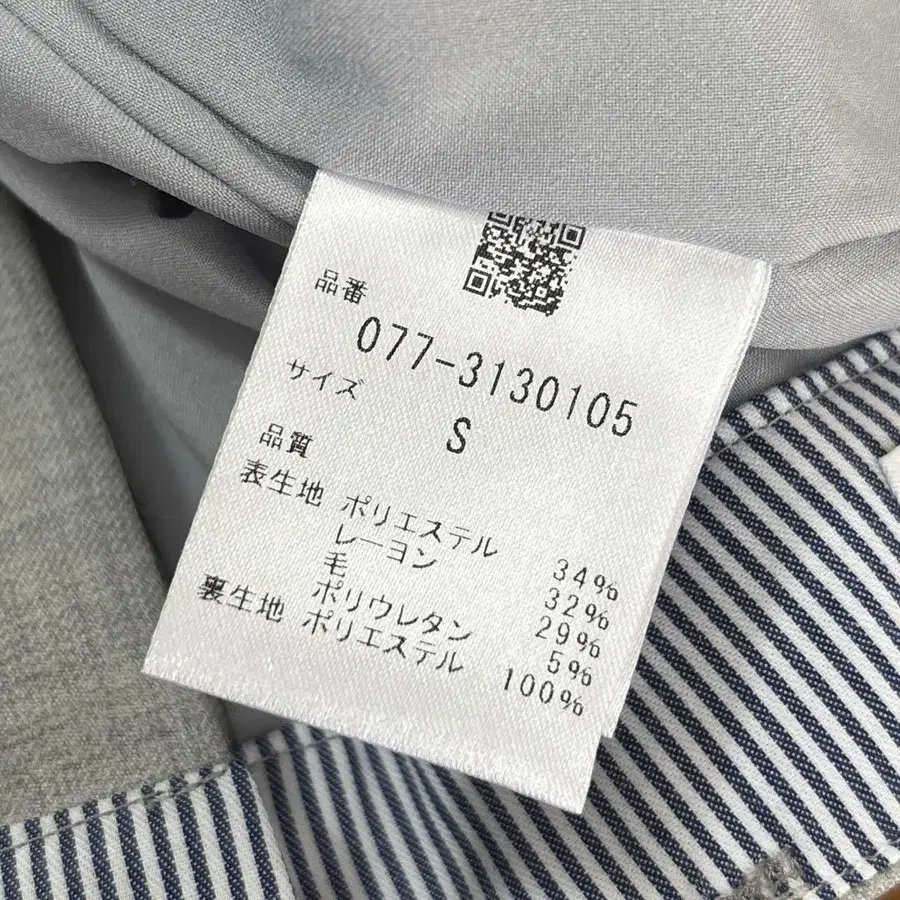 品番
077-3130105
サイズ
S
品質
表生地 ポリエステル 34%
レーヨン 32%
毛 29%
ポリウレタン 5%
裏生地 ポリエステル 100%